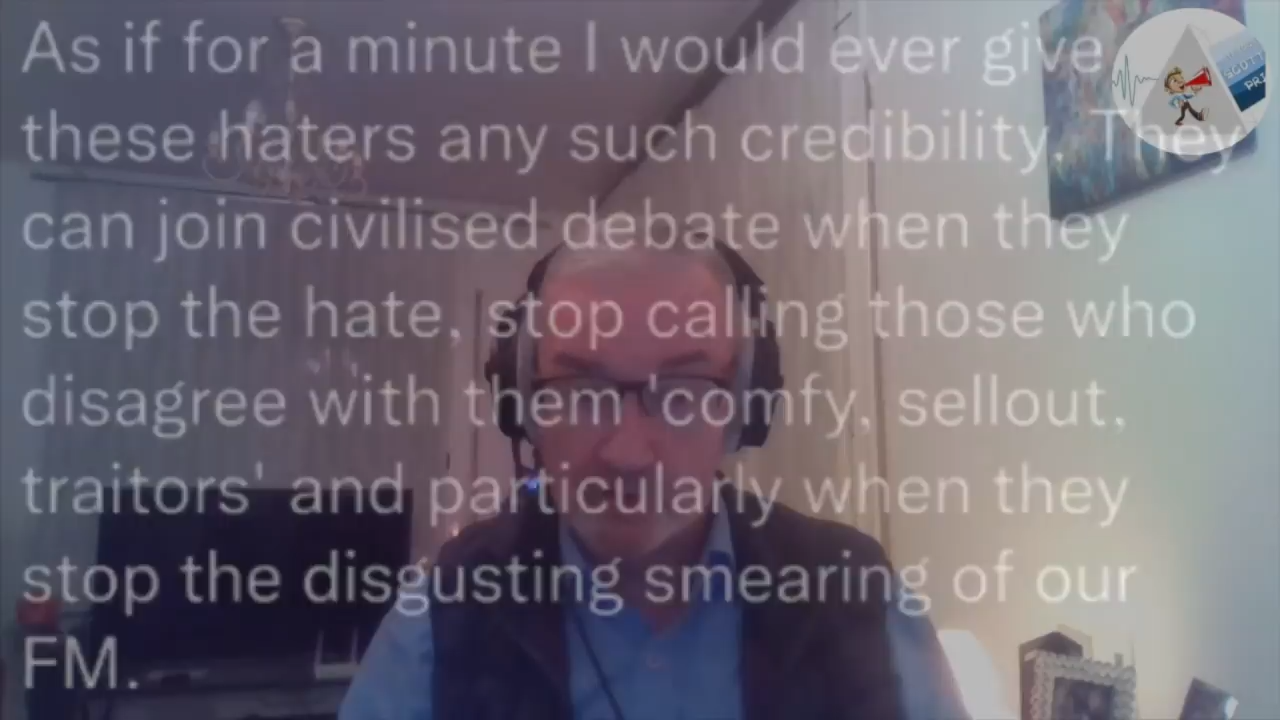 As if for a minute I would ever give
these haters any such credibility. They
can join civilised debate when they
stop the hate, stop calling those who
disagree with them 'comfy, sellout,
traitors' and particularly when they
stop the disgusting smearing of our
FM.